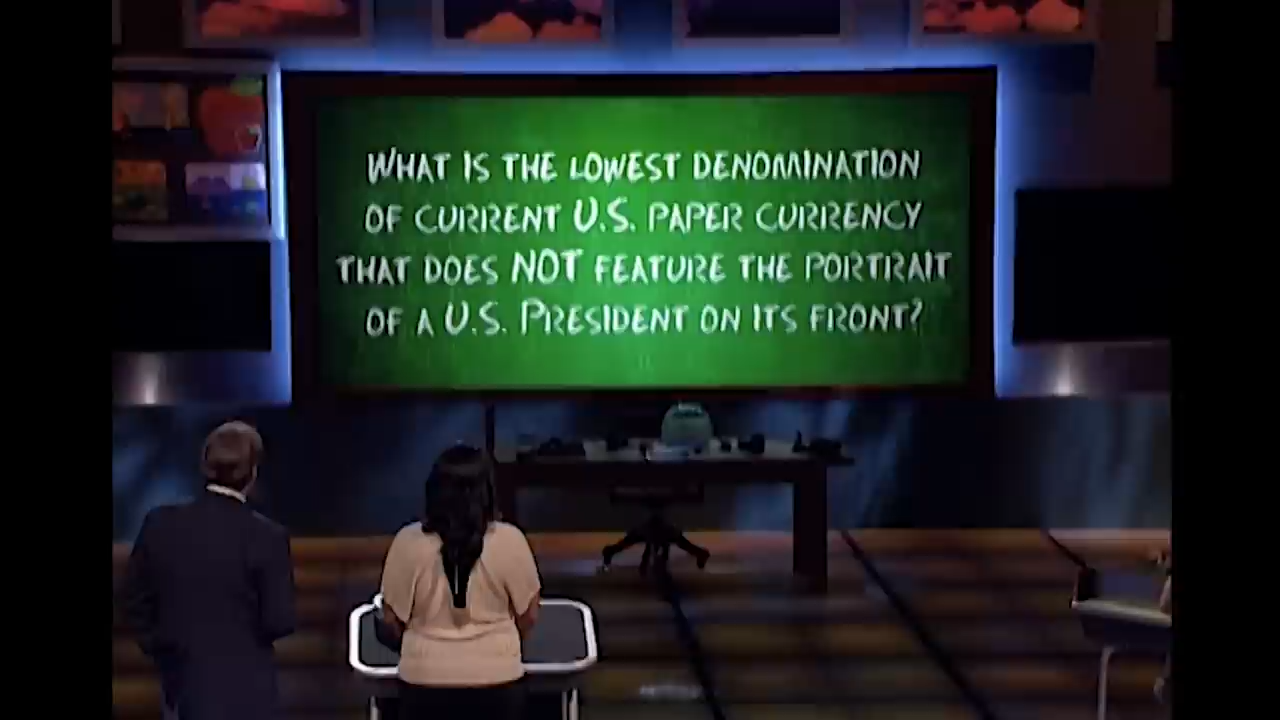 WHAT IS THE LOWEST DENOMINATION
OF CURRENT U.S. PAPER CURRENCY
THAT DOES NOT FEATURE THE PORTRAIT
OF A U.S. PRESIDENT ON ITS FRONT?